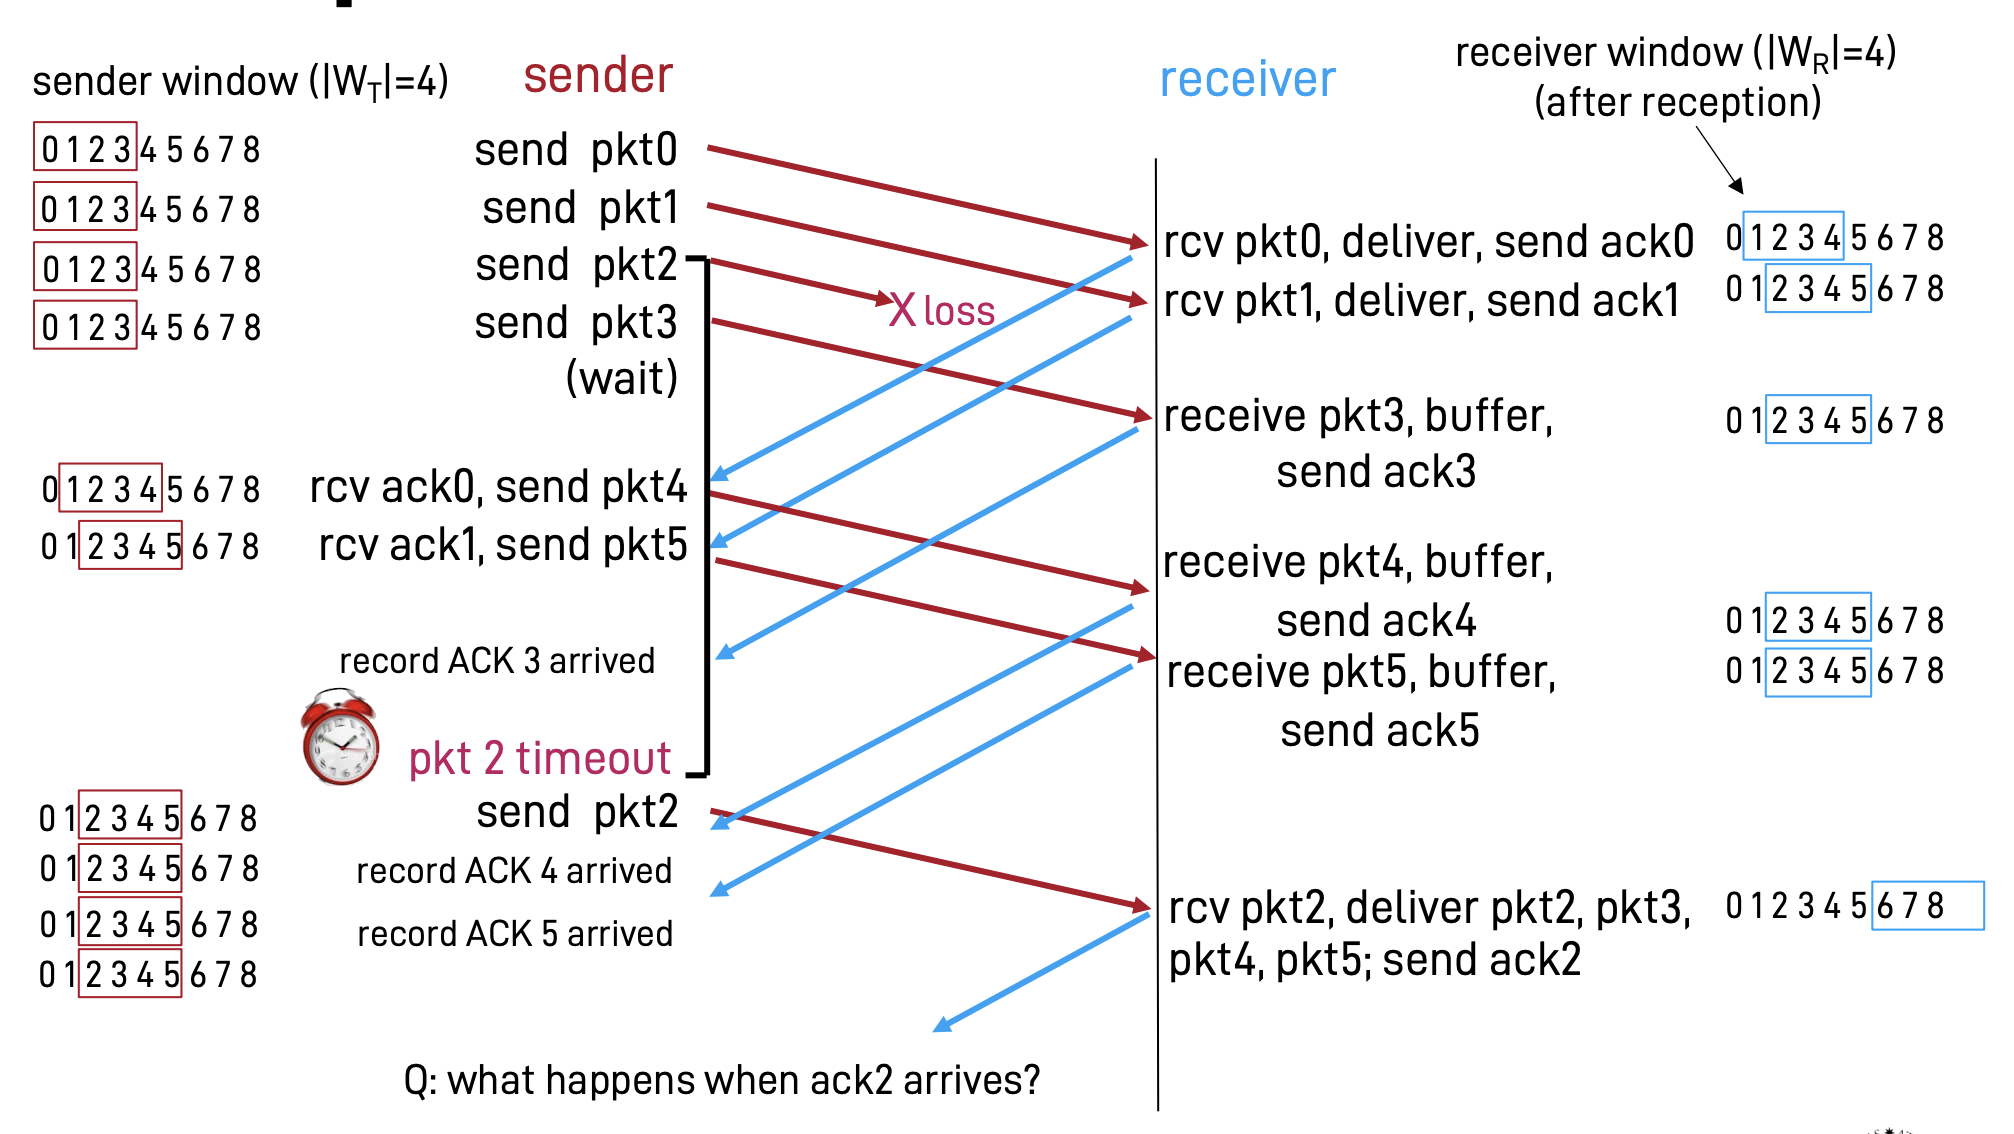 sender window (|WT|=4)
sender
receiver
receiver window (|WR|=4)
(after reception)
0 1 2 3 4 5 6 7 8
send pkt0
0 1 2 3 4 5 6 7 8
send pkt1
rcv pkt0, deliver, send ack0
0 1 2 3 4 5 6 7 8
0 1 2 3 4 5 6 7 8
send pkt2
X loss
rcv pkt1, deliver, send ack1
0 1 2 3 4 5 6 7 8
0 1 2 3 4 5 6 7 8
send pkt3
(wait)
receive pkt3, buffer,
send ack3
0 1 2 3 4 5 6 7 8
0 1 2 3 4 5 6 7 8
rcv ack0, send pkt4
0 1 2 3 4 5 6 7 8
rcv ack1, send pkt5
receive pkt4, buffer,
send ack4
0 1 2 3 4 5 6 7 8
record ACK 3 arrived
receive pkt5, buffer,
send ack5
0 1 2 3 4 5 6 7 8
pkt 2 timeout
0 1 2 3 4 5 6 7 8
send pkt2
0 1 2 3 4 5 6 7 8
record ACK 4 arrived
0 1 2 3 4 5 6 7 8
record ACK 5 arrived
0 1 2 3 4 5 6 7 8
rcv pkt2, deliver pkt2, pkt3,
pkt4, pkt5; send ack2
0 1 2 3 4 5 6 7 8
Q: what happens when ack2 arrives?